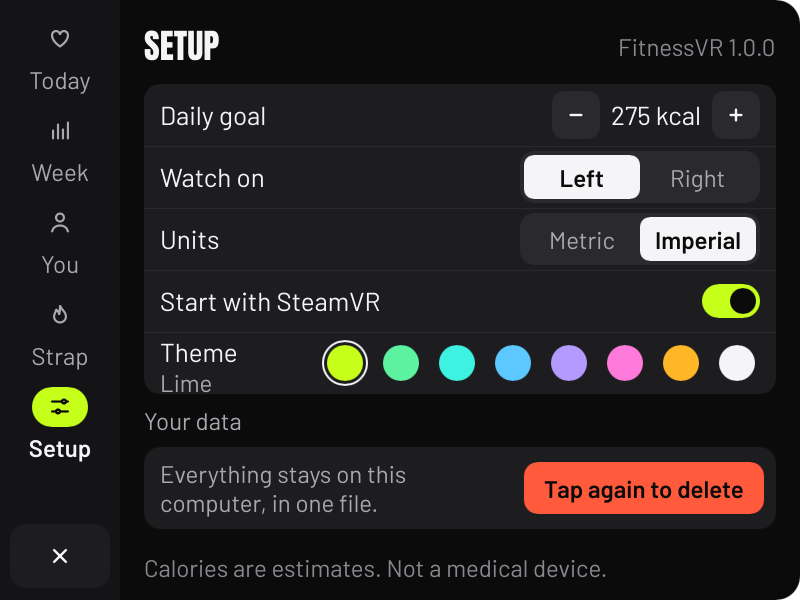 SETUP
FitnessVR 1.0.0
Today
Week
You
Strap
Setup
Daily goal
− 275 kcal +
Watch on
Left Right
Units
Metric Imperial
Start with SteamVR
Theme
Lime
Your data
Everything stays on this
computer, in one file.
Tap again to delete
Calories are estimates. Not a medical device.